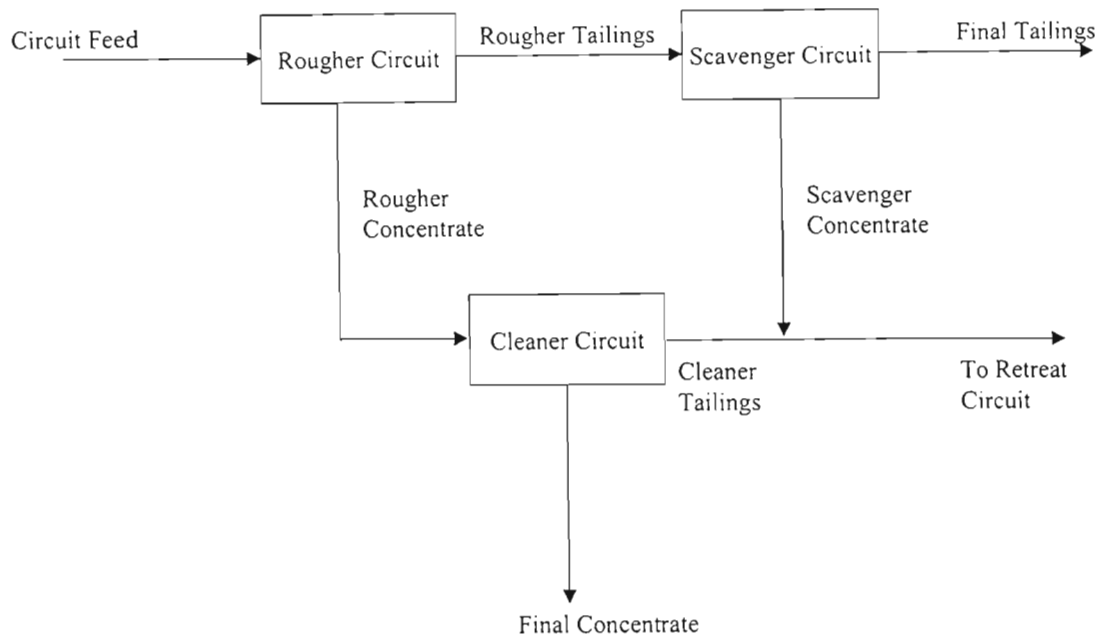 Circuit Feed
Rougher Circuit
Rougher Tailings
Scavenger Circuit
Final Tailings
Rougher
Concentrate
Scavenger
Concentrate
Cleaner Circuit
Cleaner
Tailings
To Retreat
Circuit
Final Concentrate